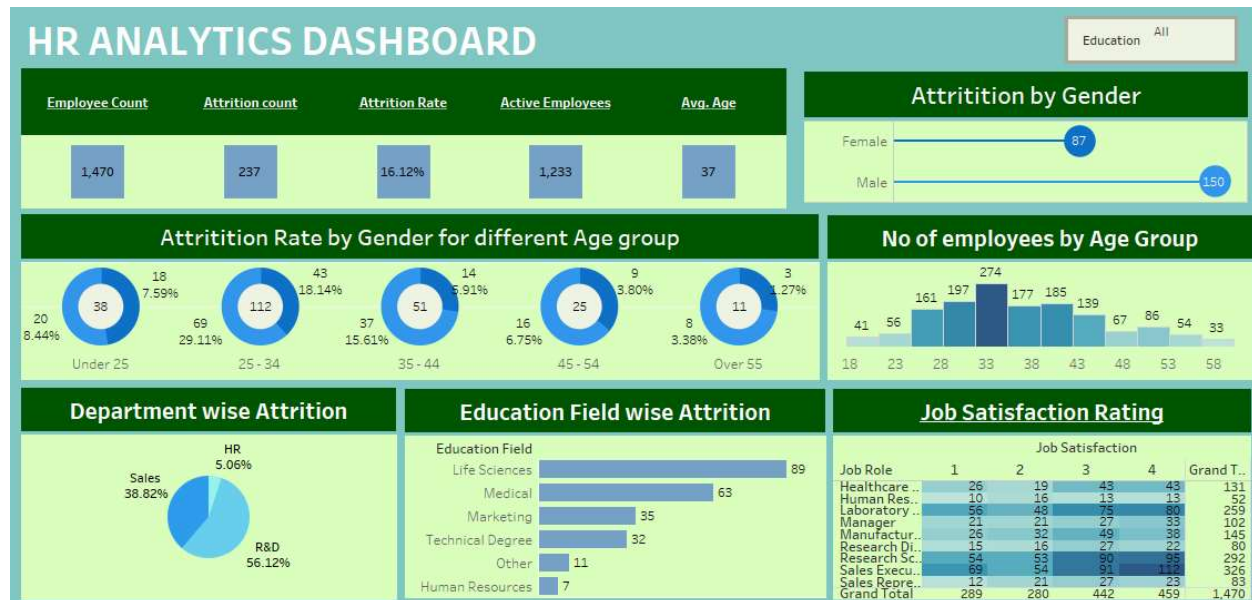 HR ANALYTICS DASHBOARD
Education All
Employee Count Attrition count Attrition Rate Active Employees Avg. Age
1,470 237 16.12% 1,233 37
Attritition by Gender
Female 87
Male 150
Attritition Rate by Gender for different Age group
18
7.59%
38
20
8.44%
Under 25
43
18.14%
112
69
29.11%
25 - 34
14
5.91%
51
37
15.61%
35 - 44
9
3.80%
25
16
6.75%
45 - 54
3
1.27%
11
8
3.38%
Over 55
No of employees by Age Group
41 56 161 197 274 177 185 139 67 86 54 33
18 23 28 33 38 43 48 53 58
Department wise Attrition
HR
5.06%
Sales
38.82%
R&D
56.12%
Education Field wise Attrition
Education Field
Life Sciences 89
Medical 63
Marketing 35
Technical Degree 32
Other 11
Human Resources 7
Job Satisfaction Rating
Job Satisfaction
Job Role 1 2 3 4 Grand T..
Healthcare .. 26 19 43 43 131
Human Res.. 10 16 13 13 52
Laboratory .. 56 48 75 80 259
Manager 21 21 27 33 102
Manufactur.. 26 32 49 38 145
Research Di.. 15 16 27 22 80
Research Sc.. 54 53 90 95 292
Sales Execu.. 69 54 91 112 326
Sales Repre.. 12 21 27 23 83
Grand Total 289 280 442 459 1,470